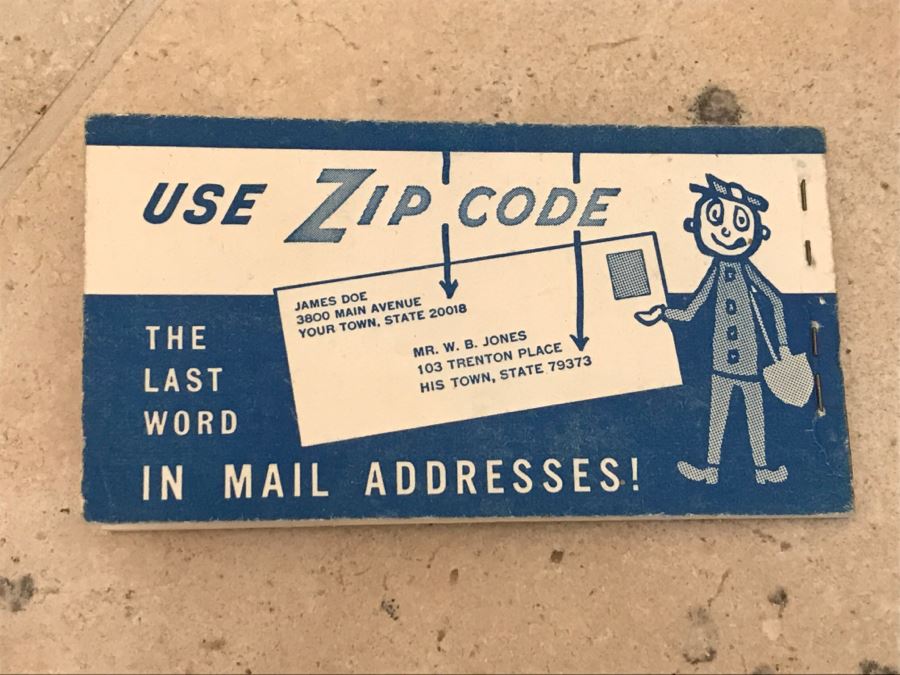 USE ZIP CODE
JAMES DOE
3800 MAIN AVENUE
YOUR TOWN, STATE 20018
MR. W. B. JONES
103 TRENTON PLACE
HIS TOWN, STATE 79373
THE
LAST
WORD
IN MAIL ADDRESSES!